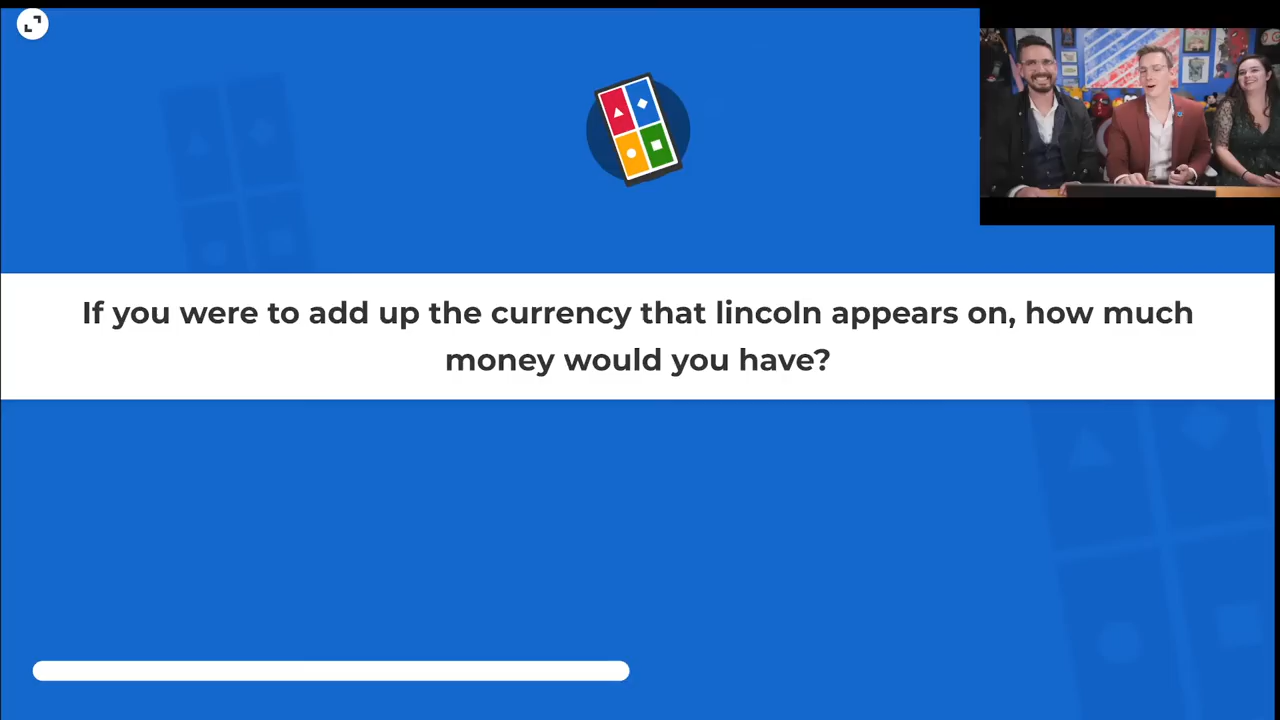 If you were to add up the currency that lincoln appears on, how much
money would you have?